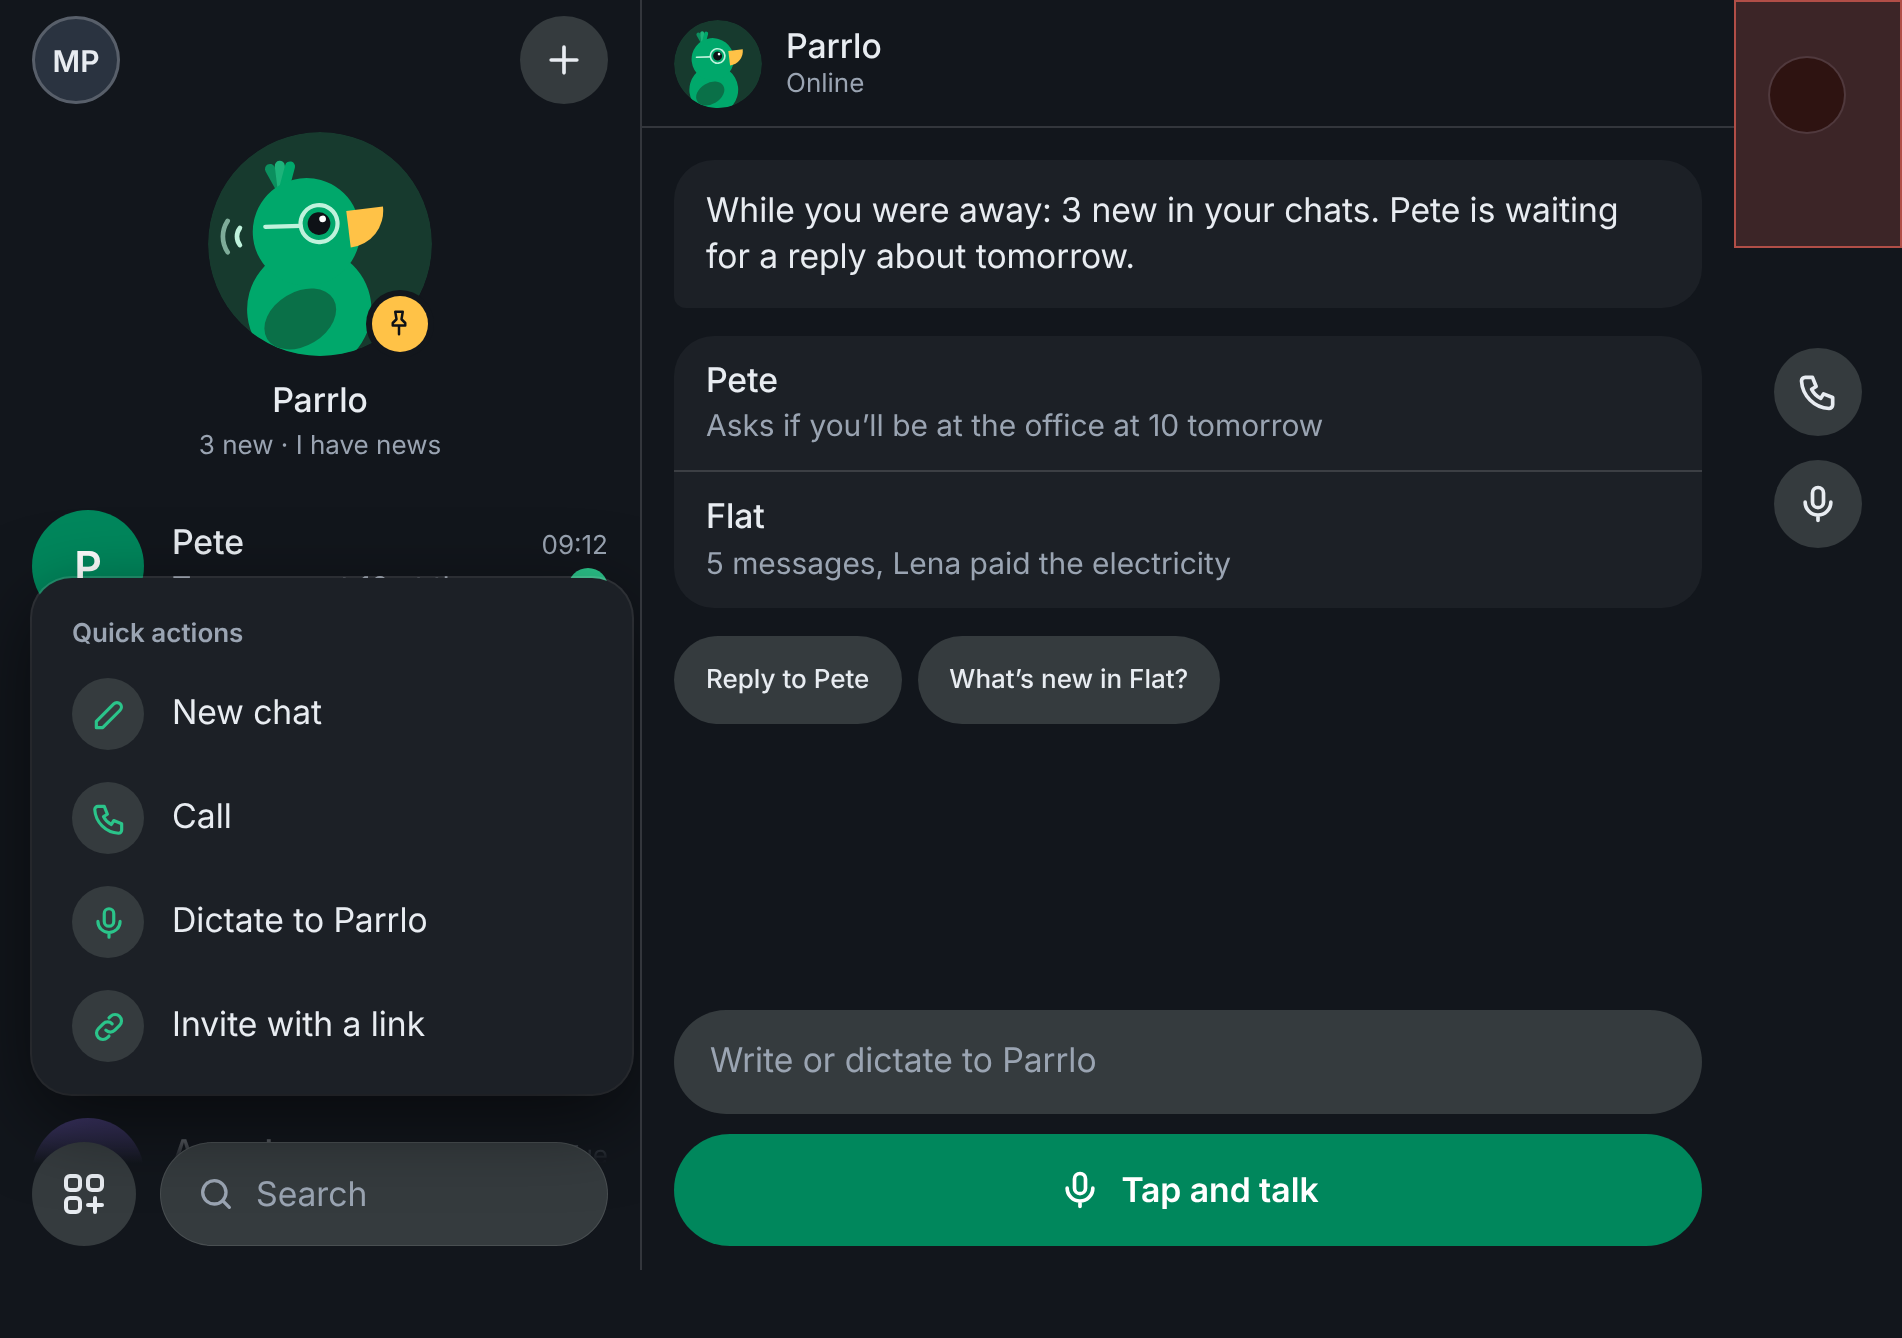 MP
Parrlo
3 new · I have news
P
Pete
09:12
Quick actions
New chat
Call
Dictate to Parrlo
Invite with a link
Search
Parrlo
Online
While you were away: 3 new in your chats. Pete is waiting
for a reply about tomorrow.
Pete
Asks if you’ll be at the office at 10 tomorrow
Flat
5 messages, Lena paid the electricity
Reply to Pete
What’s new in Flat?
Write or dictate to Parrlo
Tap and talk